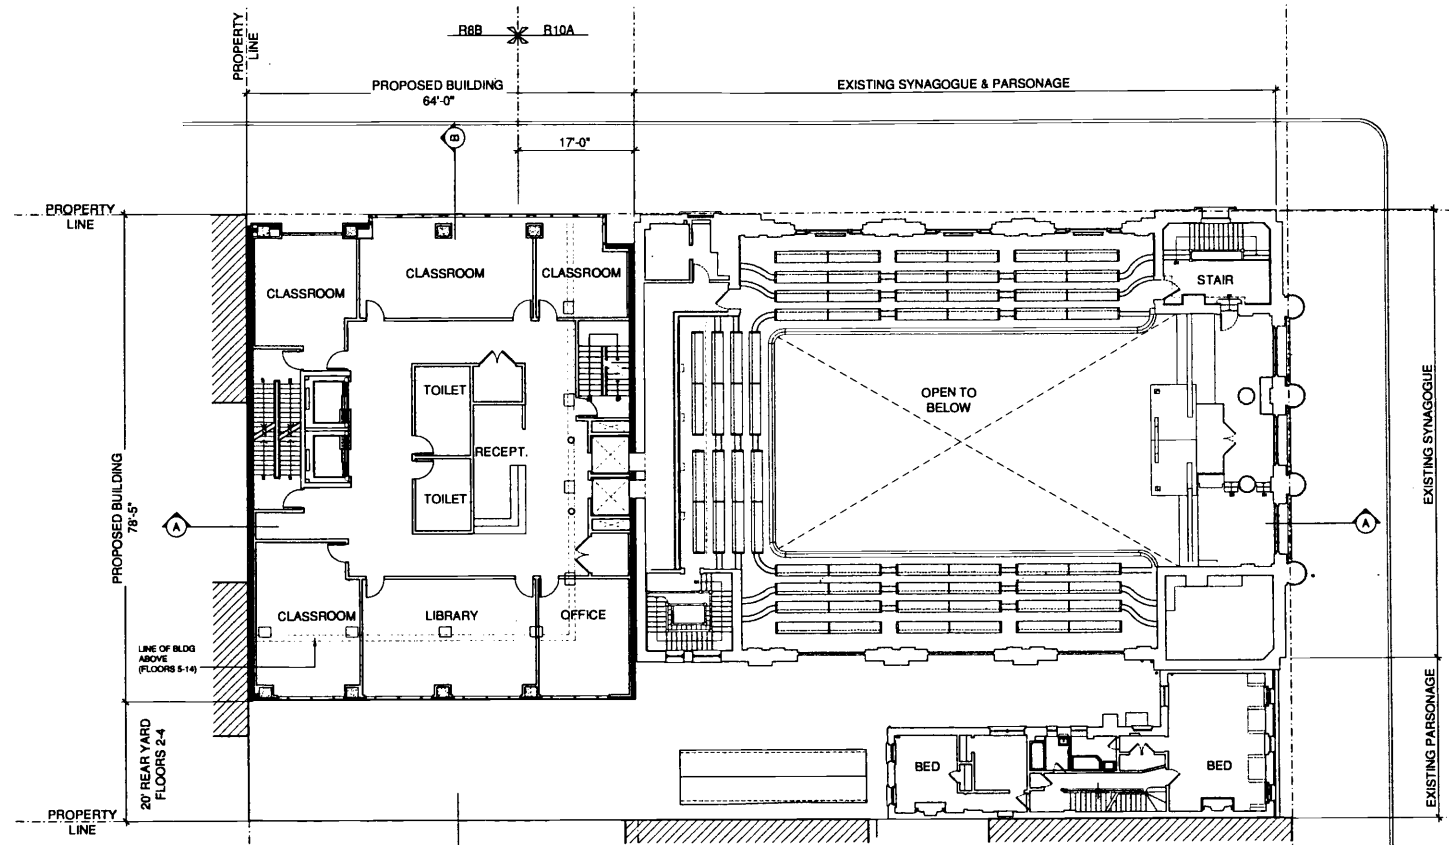 PROPERTY
LINE
R8B
R10A
PROPOSED BUILDING
64'-0"
EXISTING SYNAGOGUE & PARSONAGE
B
17'-0"
PROPERTY
LINE
CLASSROOM
CLASSROOM
CLASSROOM
STAIR
TOILET
OPEN TO
BELOW
RECEPT.
TOILET
PROPOSED BUILDING
78'-5"
EXISTING SYNAGOGUE
A
A
CLASSROOM
LIBRARY
OFFICE
LINE OF BLDG
ABOVE
(FLOORS 5-14)
20' REAR YARD
FLOORS 2-4
EXISTING PARSONAGE
BED
BED
PROPERTY
LINE